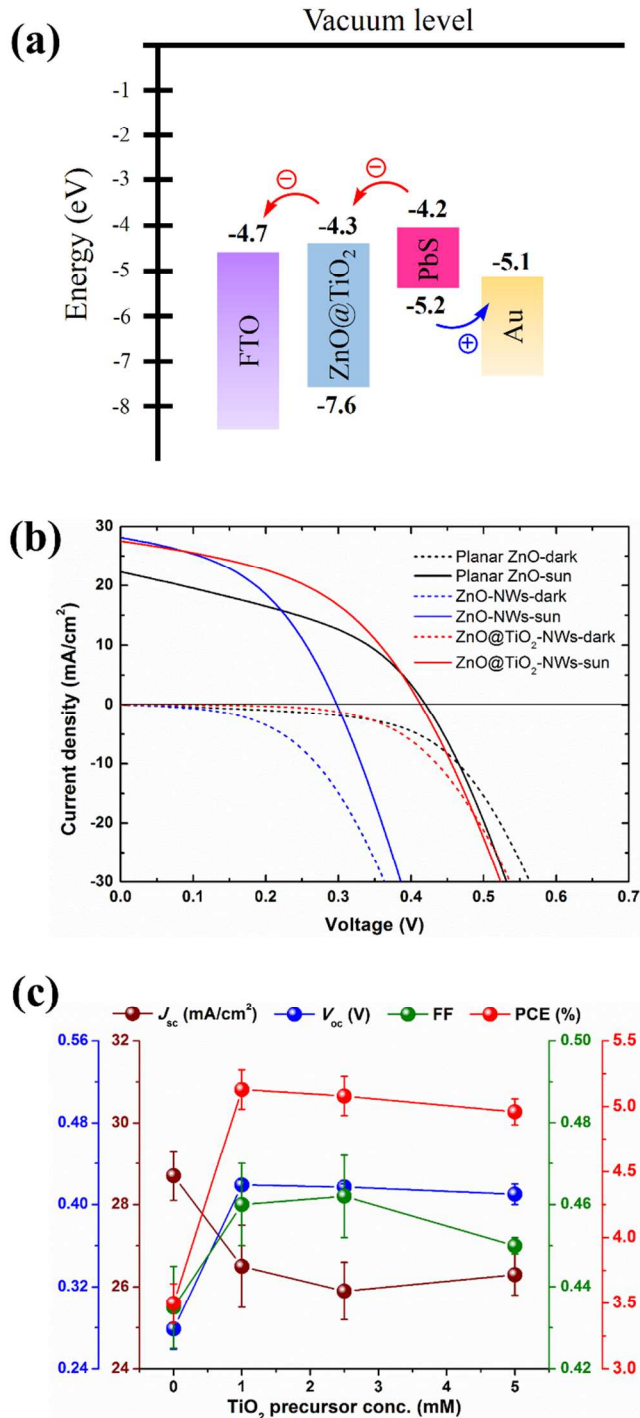 (a)
Vacuum level
Energy (eV)
-1
-2
-3
-4
-5
-6
-7
-8
-4.7
FTO
-4.3
ZnO@TiO2
-7.6
-4.2
PbS
-5.2
-5.1
Au
(b)
Current density (mA/cm²)
30
20
10
0
-10
-20
-30
Planar ZnO-dark
Planar ZnO-sun
ZnO-NWs-dark
ZnO-NWs-sun
ZnO@TiO2-NWs-dark
ZnO@TiO2-NWs-sun
0.0 0.1 0.2 0.3 0.4 0.5 0.6 0.7
Voltage (V)
(c)
Jsc (mA/cm²) Voc (V) FF PCE (%)
0.56 32 0.50 5.5
0.48 30 0.48 5.0
4.5
0.40 28 0.46
4.0
0.32 26 0.44 3.5
0.24 24 0.42 3.0
0 1 2 3 4 5
TiO2 precursor conc. (mM)